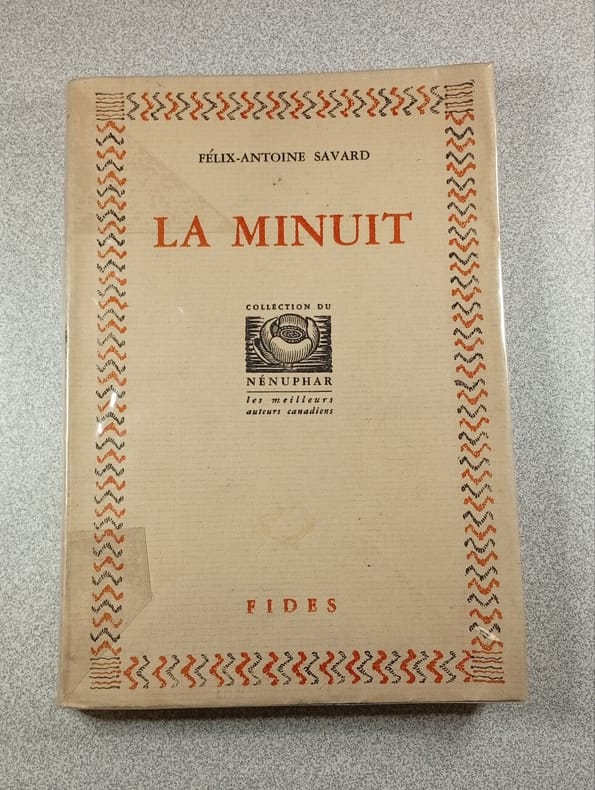 FÉLIX-ANTOINE SAVARD
LA MINUIT
COLLECTION DU
NÉNUPHAR
les meilleurs
auteurs canadiens
FIDES